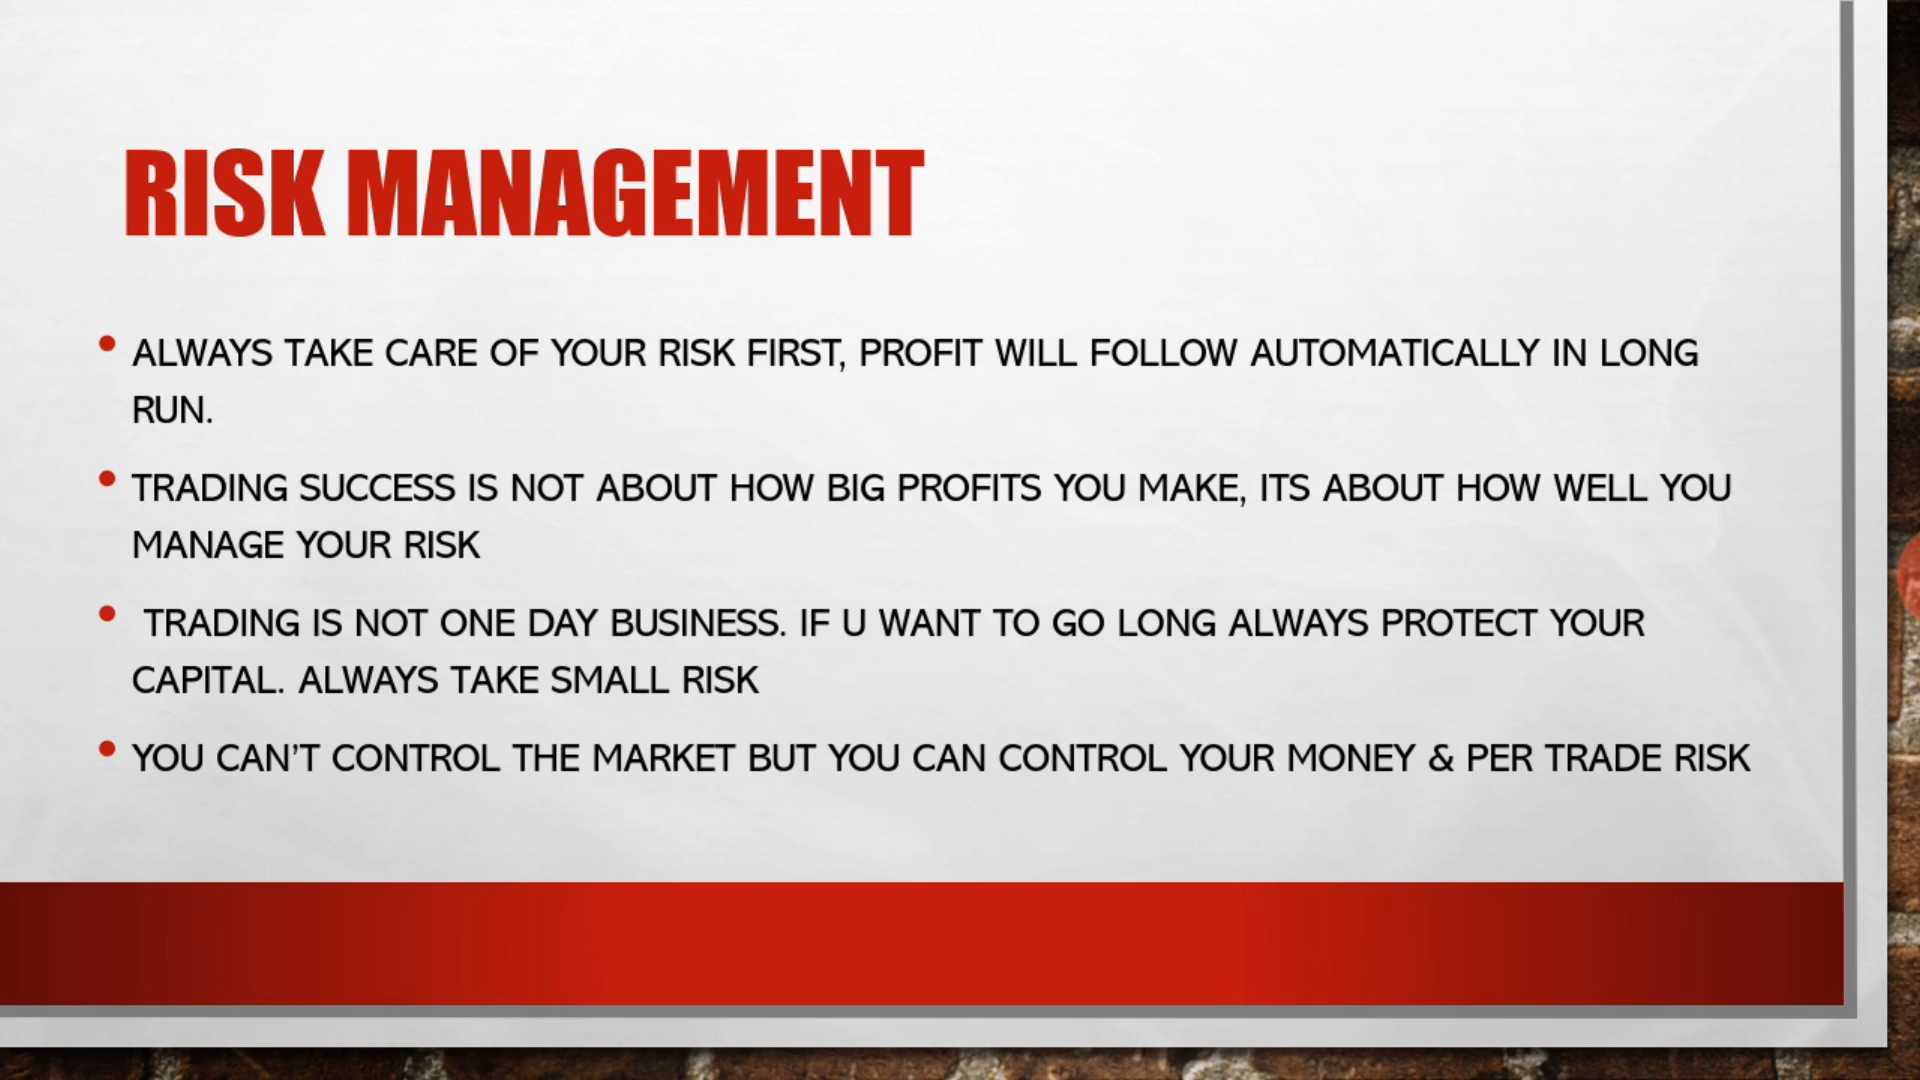 RISK MANAGEMENT
• ALWAYS TAKE CARE OF YOUR RISK FIRST, PROFIT WILL FOLLOW AUTOMATICALLY IN LONG
RUN.
• TRADING SUCCESS IS NOT ABOUT HOW BIG PROFITS YOU MAKE, ITS ABOUT HOW WELL YOU
MANAGE YOUR RISK
• TRADING IS NOT ONE DAY BUSINESS. IF U WANT TO GO LONG ALWAYS PROTECT YOUR
CAPITAL. ALWAYS TAKE SMALL RISK
• YOU CAN’T CONTROL THE MARKET BUT YOU CAN CONTROL YOUR MONEY & PER TRADE RISK